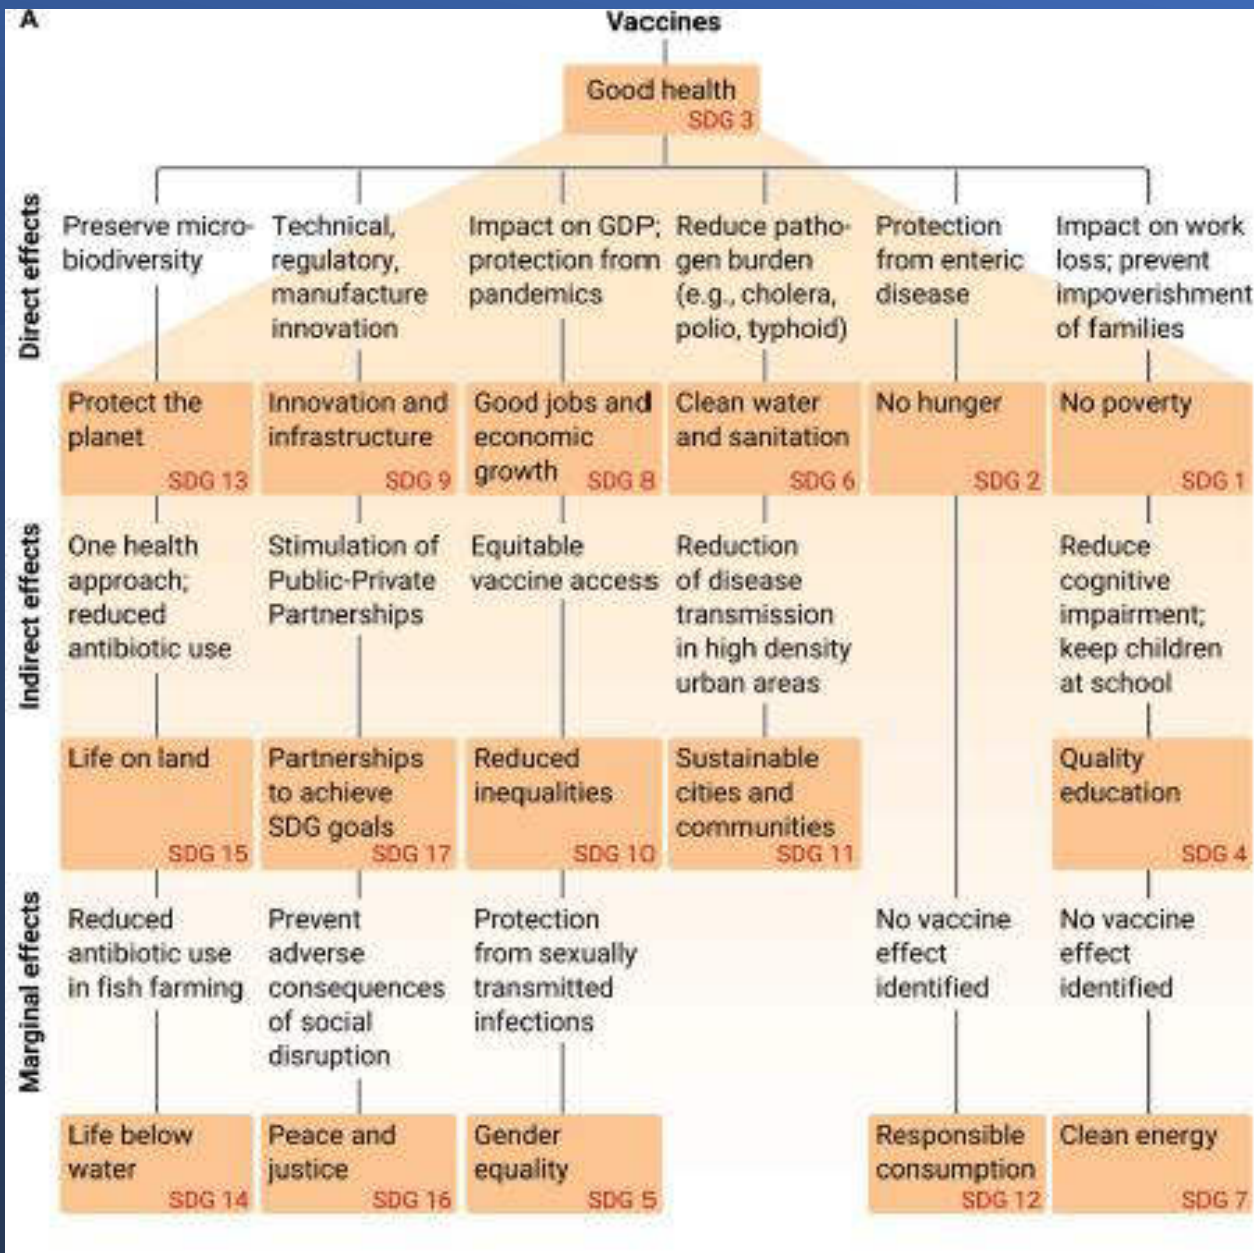 A
Vaccines
Good health
SDG 3
Direct effects
Preserve micro-
biodiversity
Technical,
regulatory,
manufacture
innovation
Impact on GDP;
protection from
pandemics
Reduce patho-
gen burden
(e.g., cholera,
polio, typhoid)
Protection
from enteric
disease
Impact on work
loss; prevent
impoverishment
of families
Protect the
planet
SDG 13
Innovation and
infrastructure
SDG 9
Good jobs and
economic
growth
SDG 8
Clean water
and sanitation
SDG 6
No hunger
SDG 2
No poverty
SDG 1
Indirect effects
One health
approach;
reduced
antibiotic use
Stimulation of
Public-Private
Partnerships
Equitable
vaccine access
Reduction
of disease
transmission
in high density
urban areas
Reduce
cognitive
impairment;
keep children
at school
Life on land
SDG 15
Partnerships
to achieve
SDG goals
SDG 17
Reduced
inequalities
SDG 10
Sustainable
cities and
communities
SDG 11
Quality
education
SDG 4
Marginal effects
Reduced
antibiotic use
in fish farming
Prevent
adverse
consequences
of social
disruption
Protection
from sexually
transmitted
infections
No vaccine
effect
identified
No vaccine
effect
identified
Life below
water
SDG 14
Peace and
justice
SDG 16
Gender
equality
SDG 5
Responsible
consumption
SDG 12
Clean energy
SDG 7